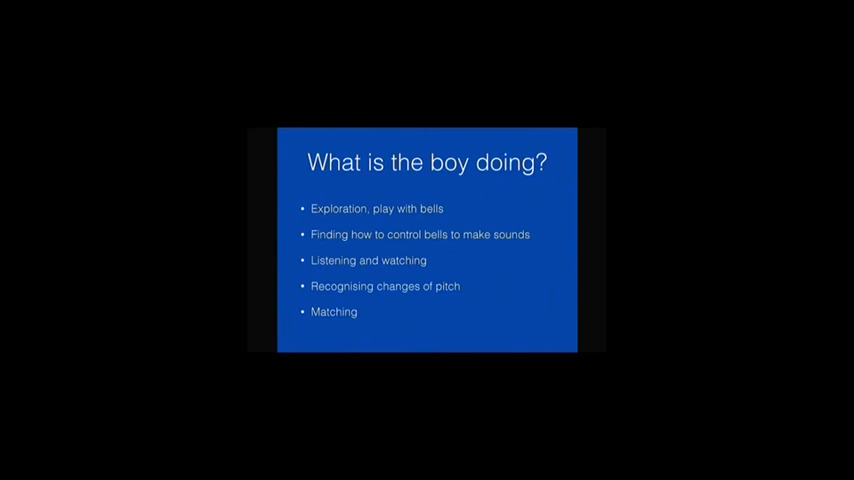 What is the boy doing?
• Exploration, play with bells
• Finding how to control bells to make sounds
• Listening and watching
• Recognising changes of pitch
• Matching